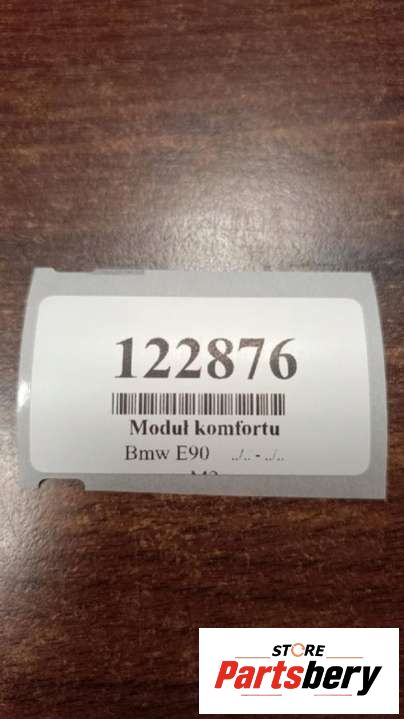 122876
Moduł komfortu
Bmw E90 ../.. - ../..
STORE
Partsbery